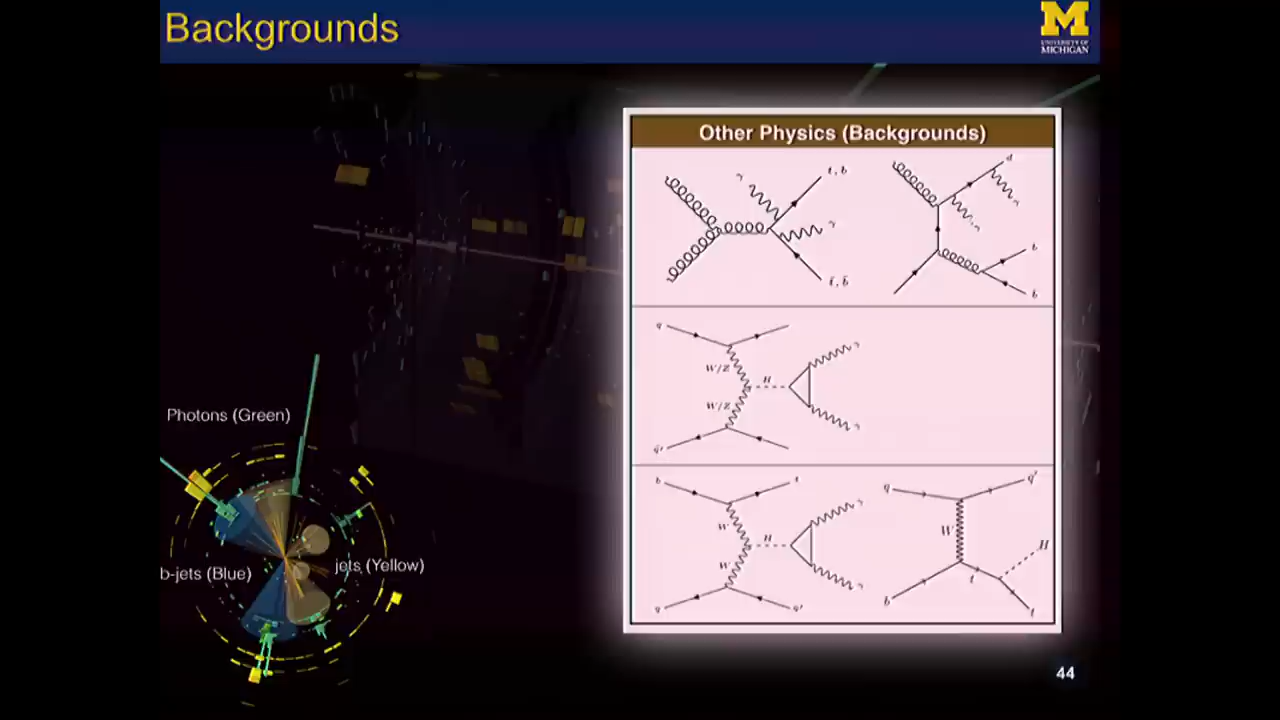 Backgrounds
M
UNIVERSITY OF
MICHIGAN
Other Physics (Backgrounds)
γ
t, b
γ
t̄, b̄
d
γ
γ
b̄
q
W/Z
H
W/Z
q'
γ
γ
b
t
W
H
W
q
q'
γ
γ
q
q'
W
H
b
t
t
Photons (Green)
b-jets (Blue)
jets (Yellow)
44